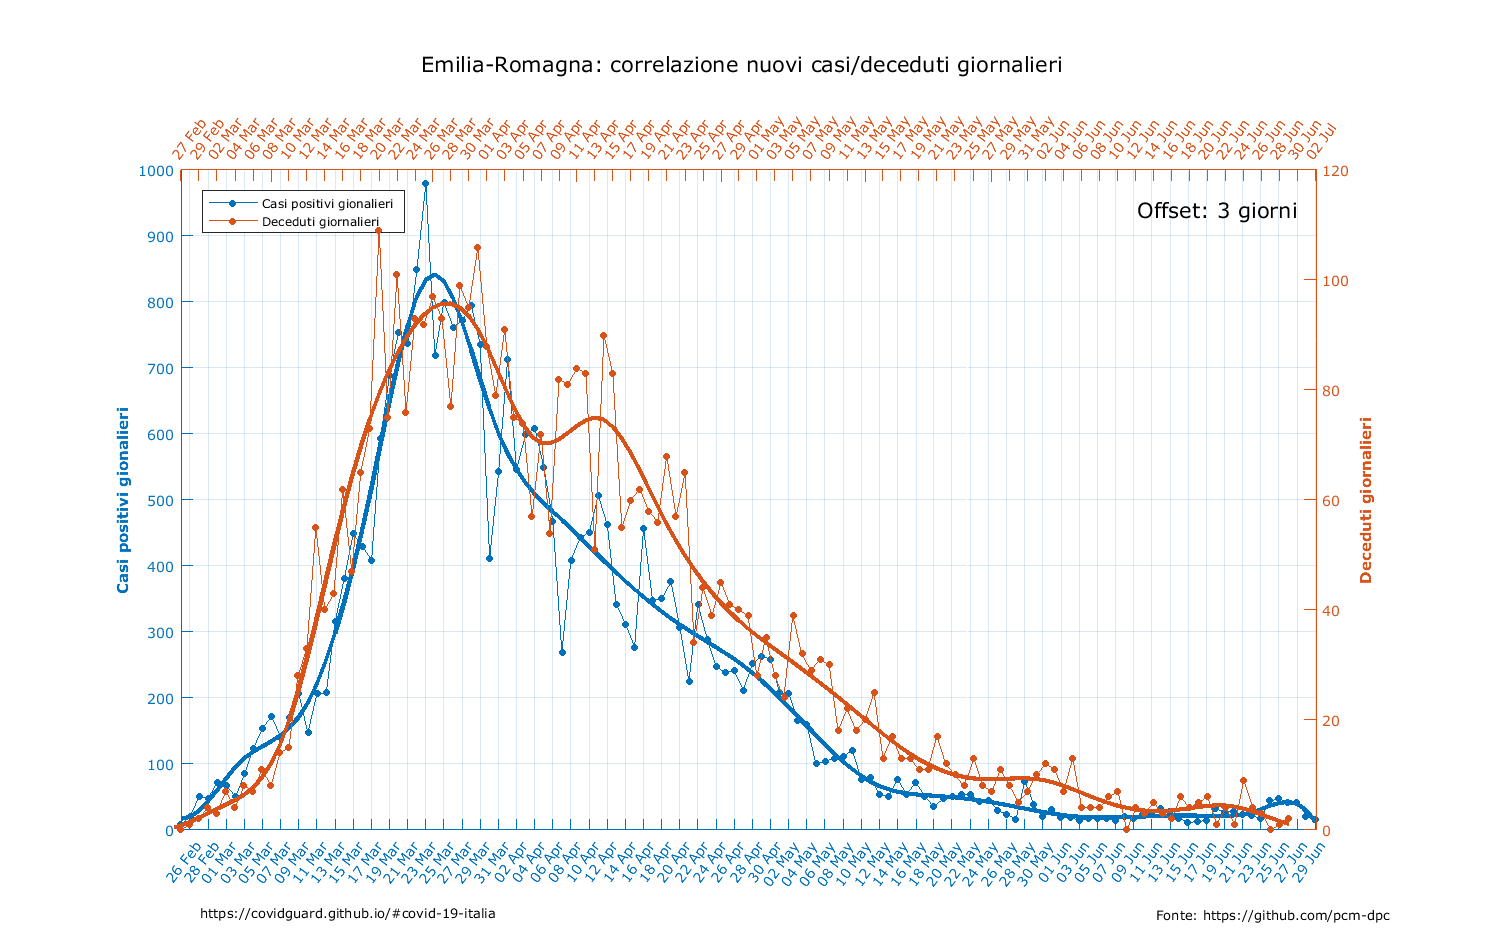 Emilia-Romagna: correlazione nuovi casi/deceduti giornalieri
27 Feb
29 Feb
02 Mar
04 Mar
06 Mar
08 Mar
10 Mar
12 Mar
14 Mar
16 Mar
18 Mar
20 Mar
22 Mar
24 Mar
26 Mar
28 Mar
30 Mar
01 Apr
03 Apr
05 Apr
07 Apr
09 Apr
11 Apr
13 Apr
15 Apr
17 Apr
19 Apr
21 Apr
23 Apr
25 Apr
27 Apr
29 Apr
01 May
03 May
05 May
07 May
09 May
11 May
13 May
15 May
17 May
19 May
21 May
23 May
25 May
27 May
29 May
31 May
02 Jun
04 Jun
06 Jun
08 Jun
10 Jun
12 Jun
14 Jun
16 Jun
18 Jun
20 Jun
22 Jun
24 Jun
26 Jun
28 Jun
30 Jun
02 Jul
Casi positivi gionalieri
Deceduti giornalieri
Offset: 3 giorni
1000
900
800
700
600
500
400
300
200
100
0
Casi positivi gionalieri
120
100
80
60
40
20
0
Deceduti giornalieri
26 Feb
28 Feb
01 Mar
03 Mar
05 Mar
07 Mar
09 Mar
11 Mar
13 Mar
15 Mar
17 Mar
19 Mar
21 Mar
23 Mar
25 Mar
27 Mar
29 Mar
31 Mar
02 Apr
04 Apr
06 Apr
08 Apr
10 Apr
12 Apr
14 Apr
16 Apr
18 Apr
20 Apr
22 Apr
24 Apr
26 Apr
28 Apr
30 Apr
02 May
04 May
06 May
08 May
10 May
12 May
14 May
16 May
18 May
20 May
22 May
24 May
26 May
28 May
30 May
01 Jun
03 Jun
05 Jun
07 Jun
09 Jun
11 Jun
13 Jun
15 Jun
17 Jun
19 Jun
21 Jun
23 Jun
25 Jun
27 Jun
29 Jun
https://covidguard.github.io/#covid-19-italia
Fonte: https://github.com/pcm-dpc